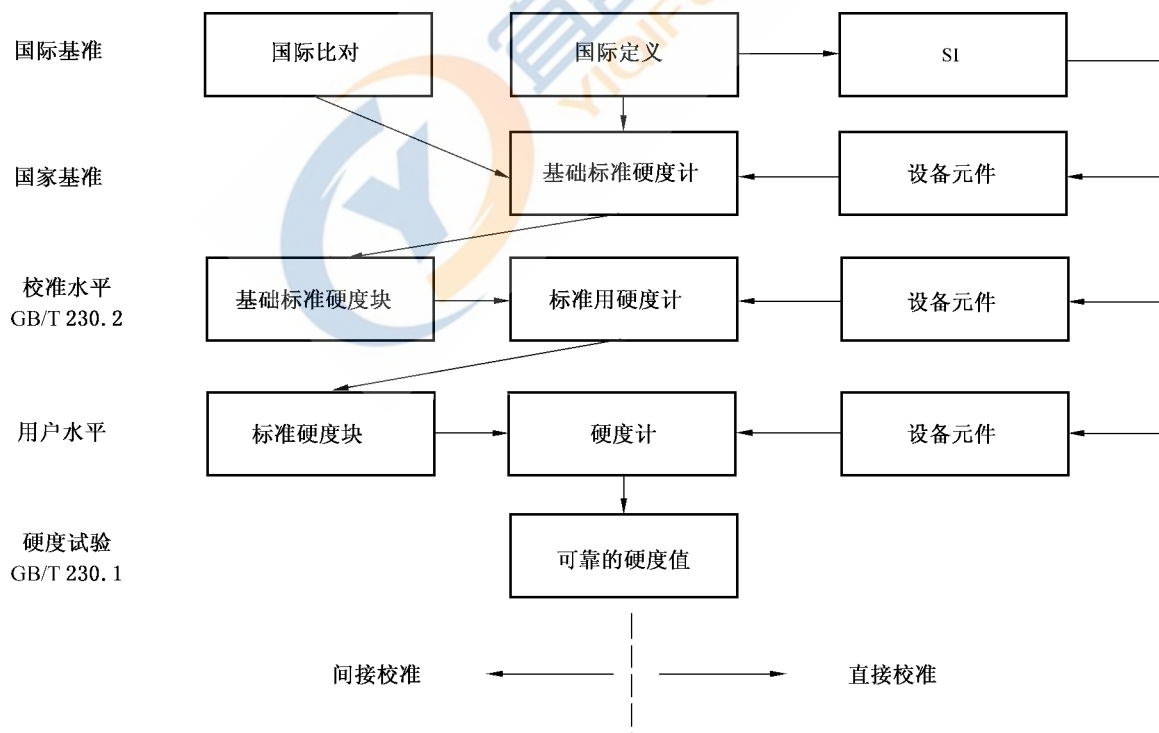 国际基准
国际比对
国际定义
SI
国家基准
基础标准硬度计
设备元件
校准水平
GB/T 230.2
基础标准硬度块
标准用硬度计
设备元件
用户水平
标准硬度块
硬度计
设备元件
硬度试验
GB/T 230.1
可靠的硬度值
间接校准
直接校准